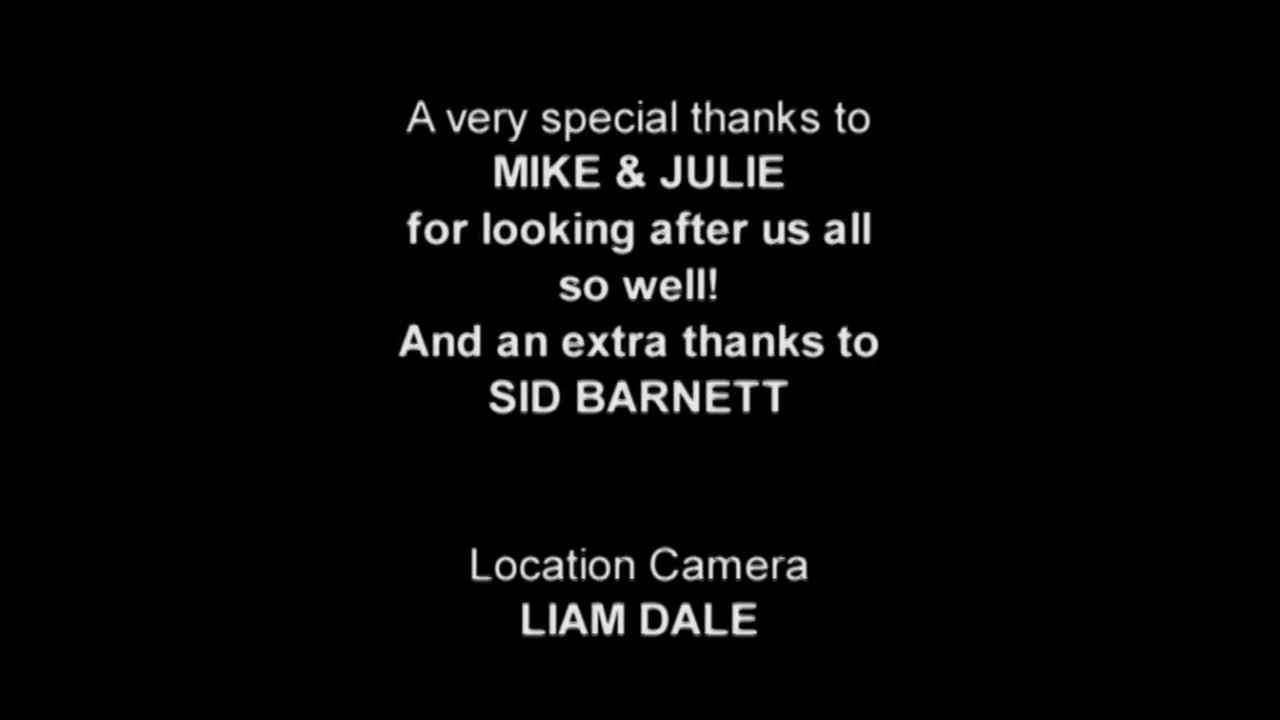 A very special thanks to
MIKE & JULIE
for looking after us all
so well!
And an extra thanks to
SID BARNETT
Location Camera
LIAM DALE